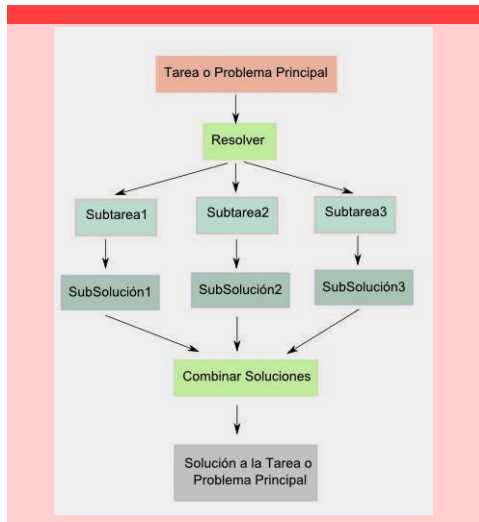 Tarea o Problema Principal
Resolver
Subtarea1
Subtarea2
Subtarea3
SubSolución1
SubSolución2
SubSolución3
Combinar Soluciones
Solución a la Tarea o
Problema Principal